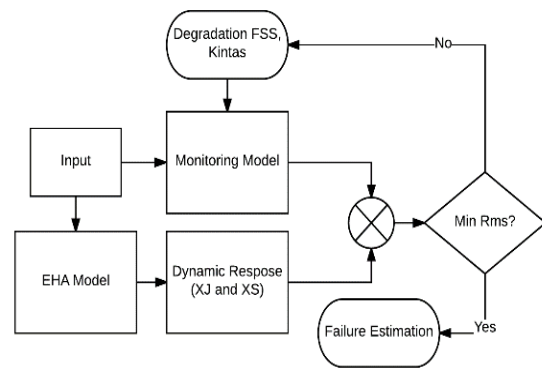 Degradation FSS,
Kintas
No
Input
Monitoring Model
Min Rms?
EHA Model
Dynamic Respose
(XJ and XS)
Failure Estimation
Yes